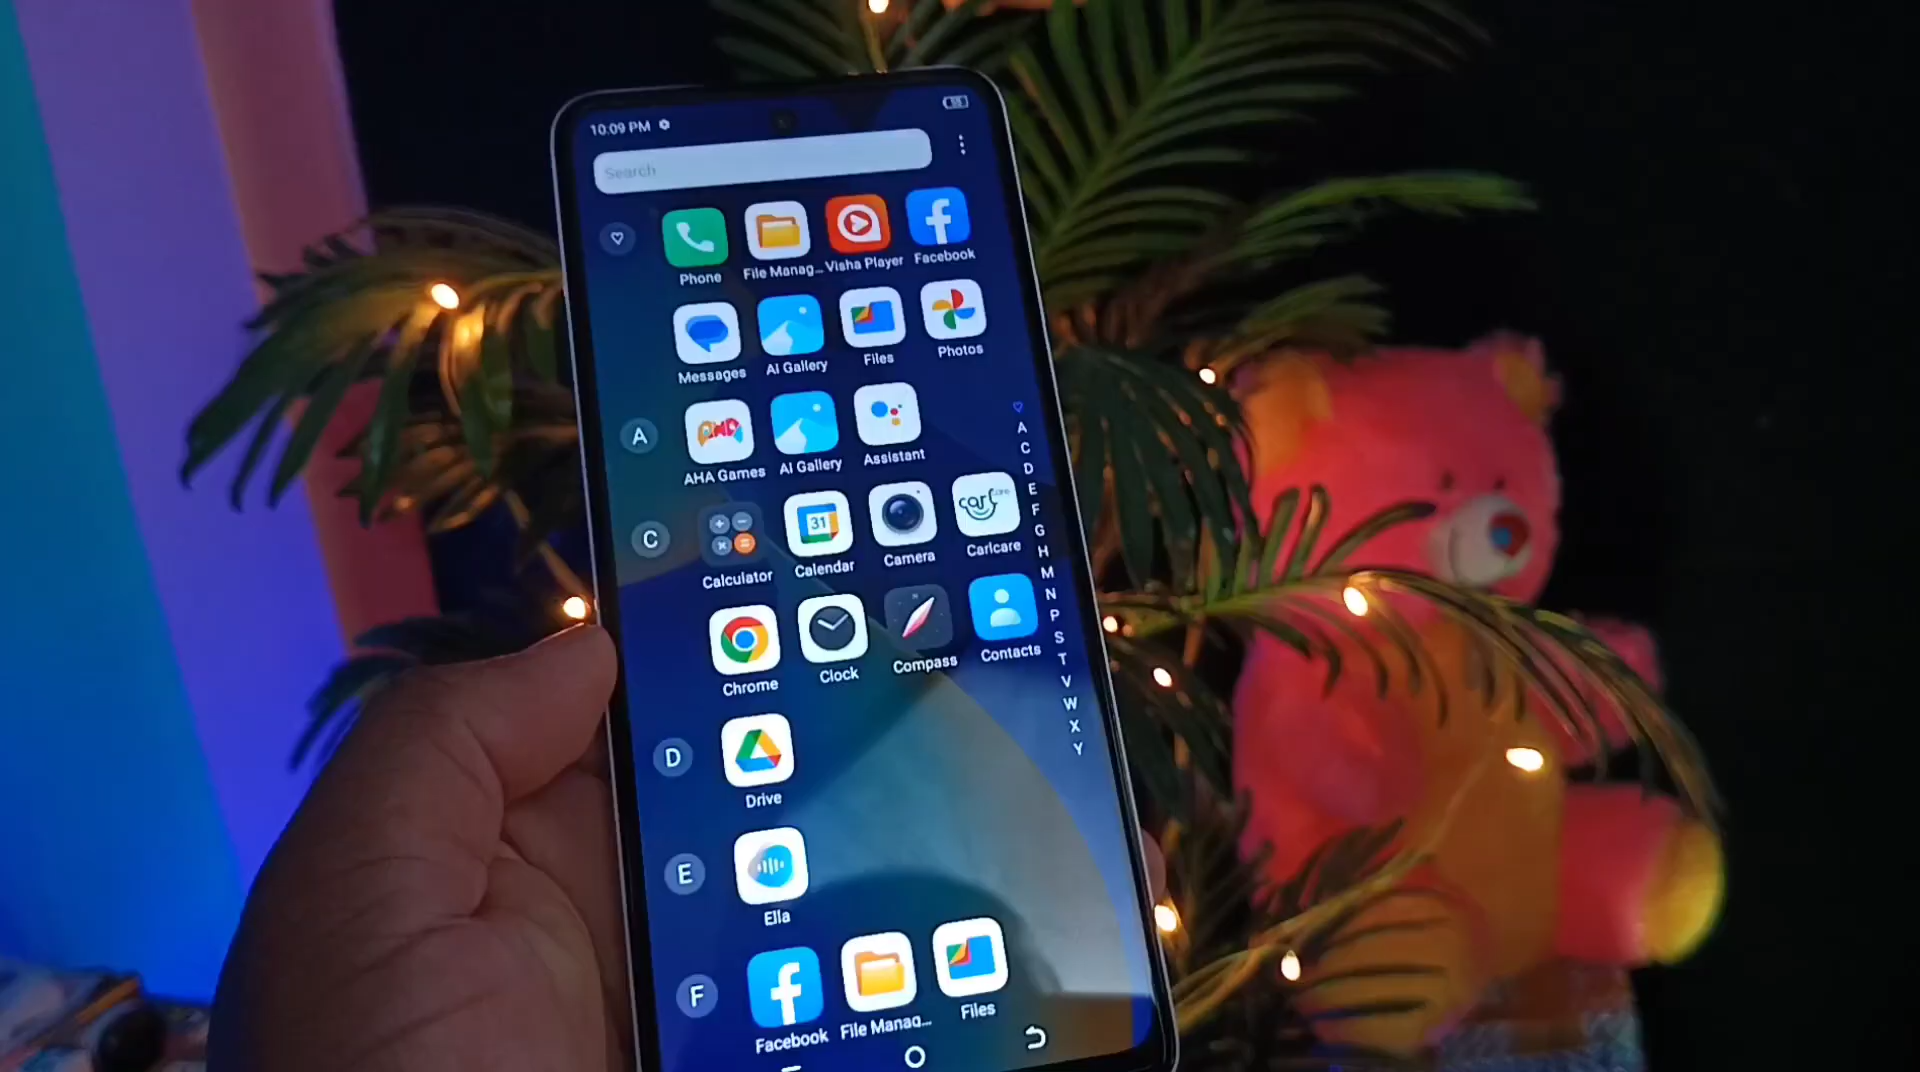 10:09 PM
Search
Phone
File Manag...
Visha Player
Facebook
Messages
AI Gallery
Files
Photos
A
AHA Games
AI Gallery
Assistant
C
31
Calculator
Calendar
Camera
Carlcare
Chrome
Clock
Compass
Contacts
D
Drive
E
Ella
F
Facebook
File Manag...
Files
A
C
D
E
F
G
H
M
N
P
S
T
V
W
X
Y